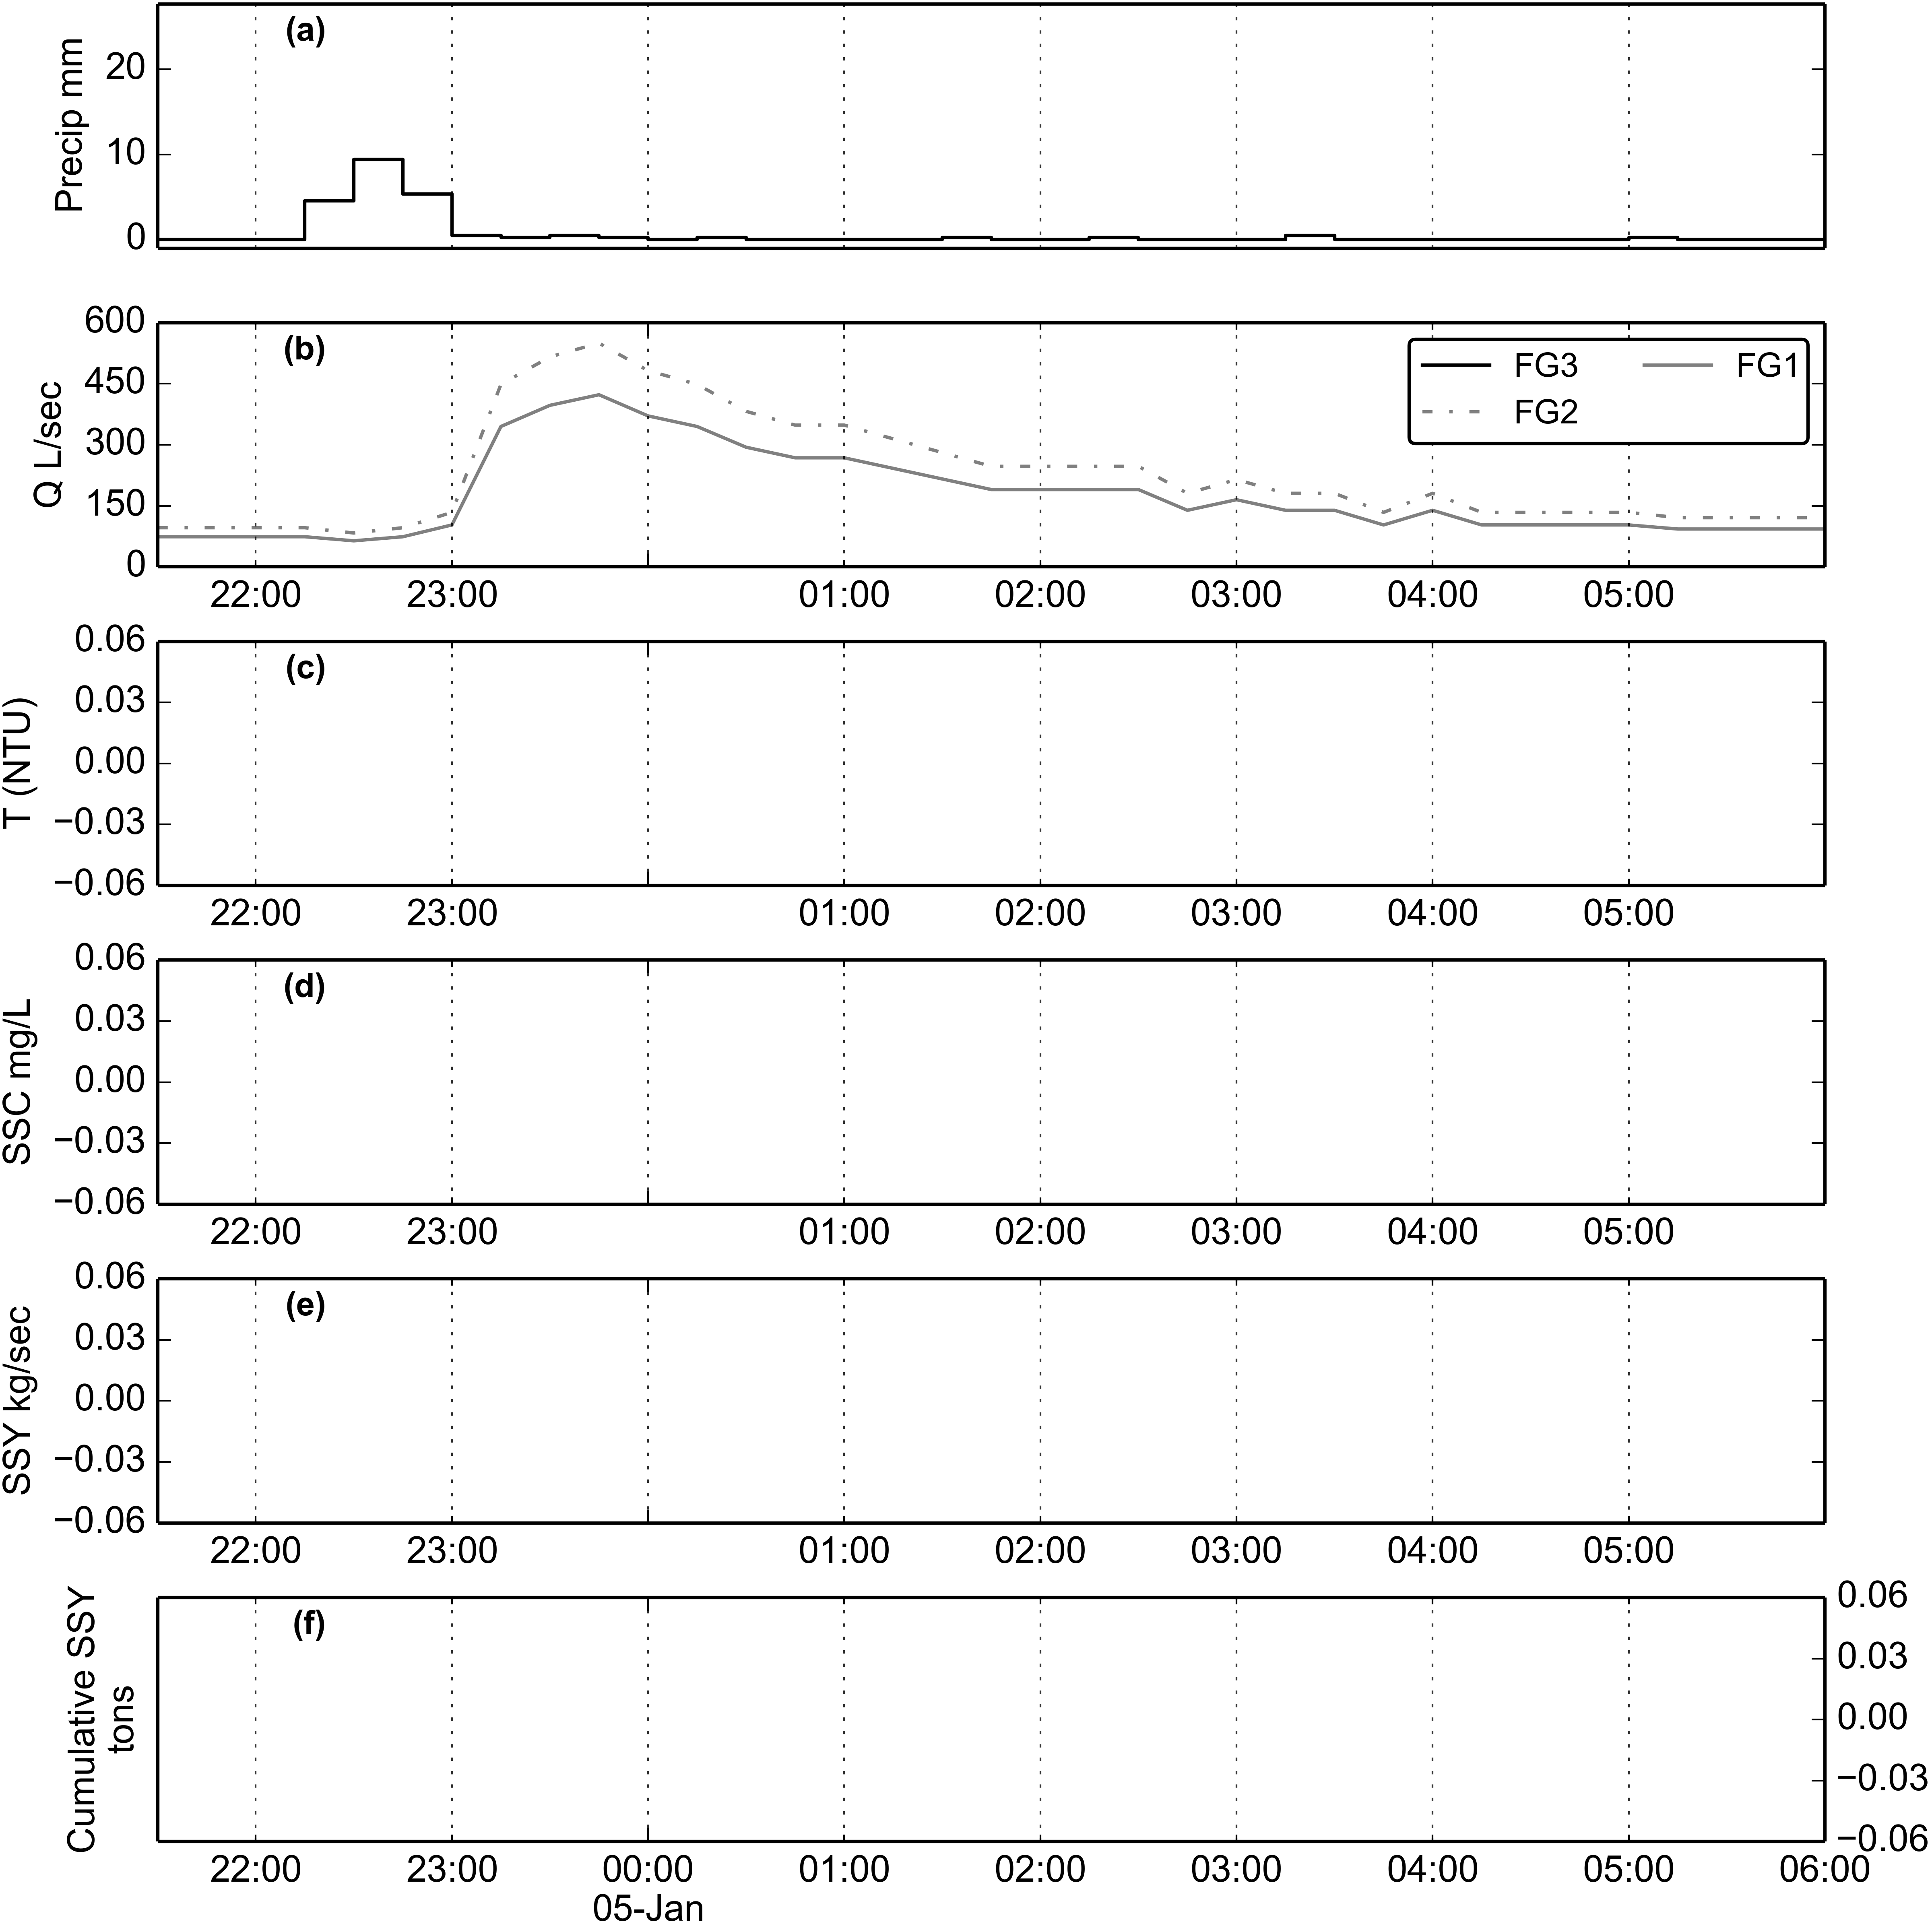 (a)
Precip mm
20
10
0
(b)
Q L/sec
600
450
300
150
0
FG3 FG1
FG2
22:00 23:00 01:00 02:00 03:00 04:00 05:00
(c)
T (NTU)
0.06
0.03
0.00
−0.03
−0.06
22:00 23:00 01:00 02:00 03:00 04:00 05:00
(d)
SSC mg/L
0.06
0.03
0.00
−0.03
−0.06
22:00 23:00 01:00 02:00 03:00 04:00 05:00
(e)
SSY kg/sec
0.06
0.03
0.00
−0.03
−0.06
22:00 23:00 01:00 02:00 03:00 04:00 05:00
(f)
Cumulative SSY
tons
0.06
0.03
0.00
−0.03
−0.06
22:00 23:00 00:00 01:00 02:00 03:00 04:00 05:00 06:00
05-Jan